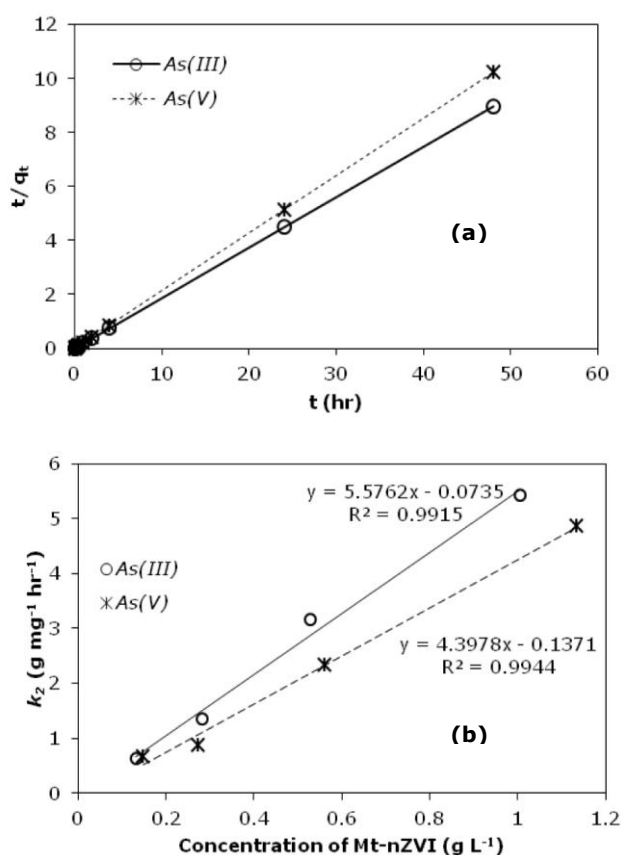 12
10
8
6
4
2
0
t/qt
As(III)
As(V)
(a)
0 10 20 30 40 50 60
t (hr)
6
5
4
3
2
1
0
k2 (g mg⁻¹ hr⁻¹)
y = 5.5762x - 0.0735
R² = 0.9915
As(III)
As(V)
y = 4.3978x - 0.1371
R² = 0.9944
(b)
0 0.2 0.4 0.6 0.8 1 1.2
Concentration of Mt-nZVI (g L⁻¹)